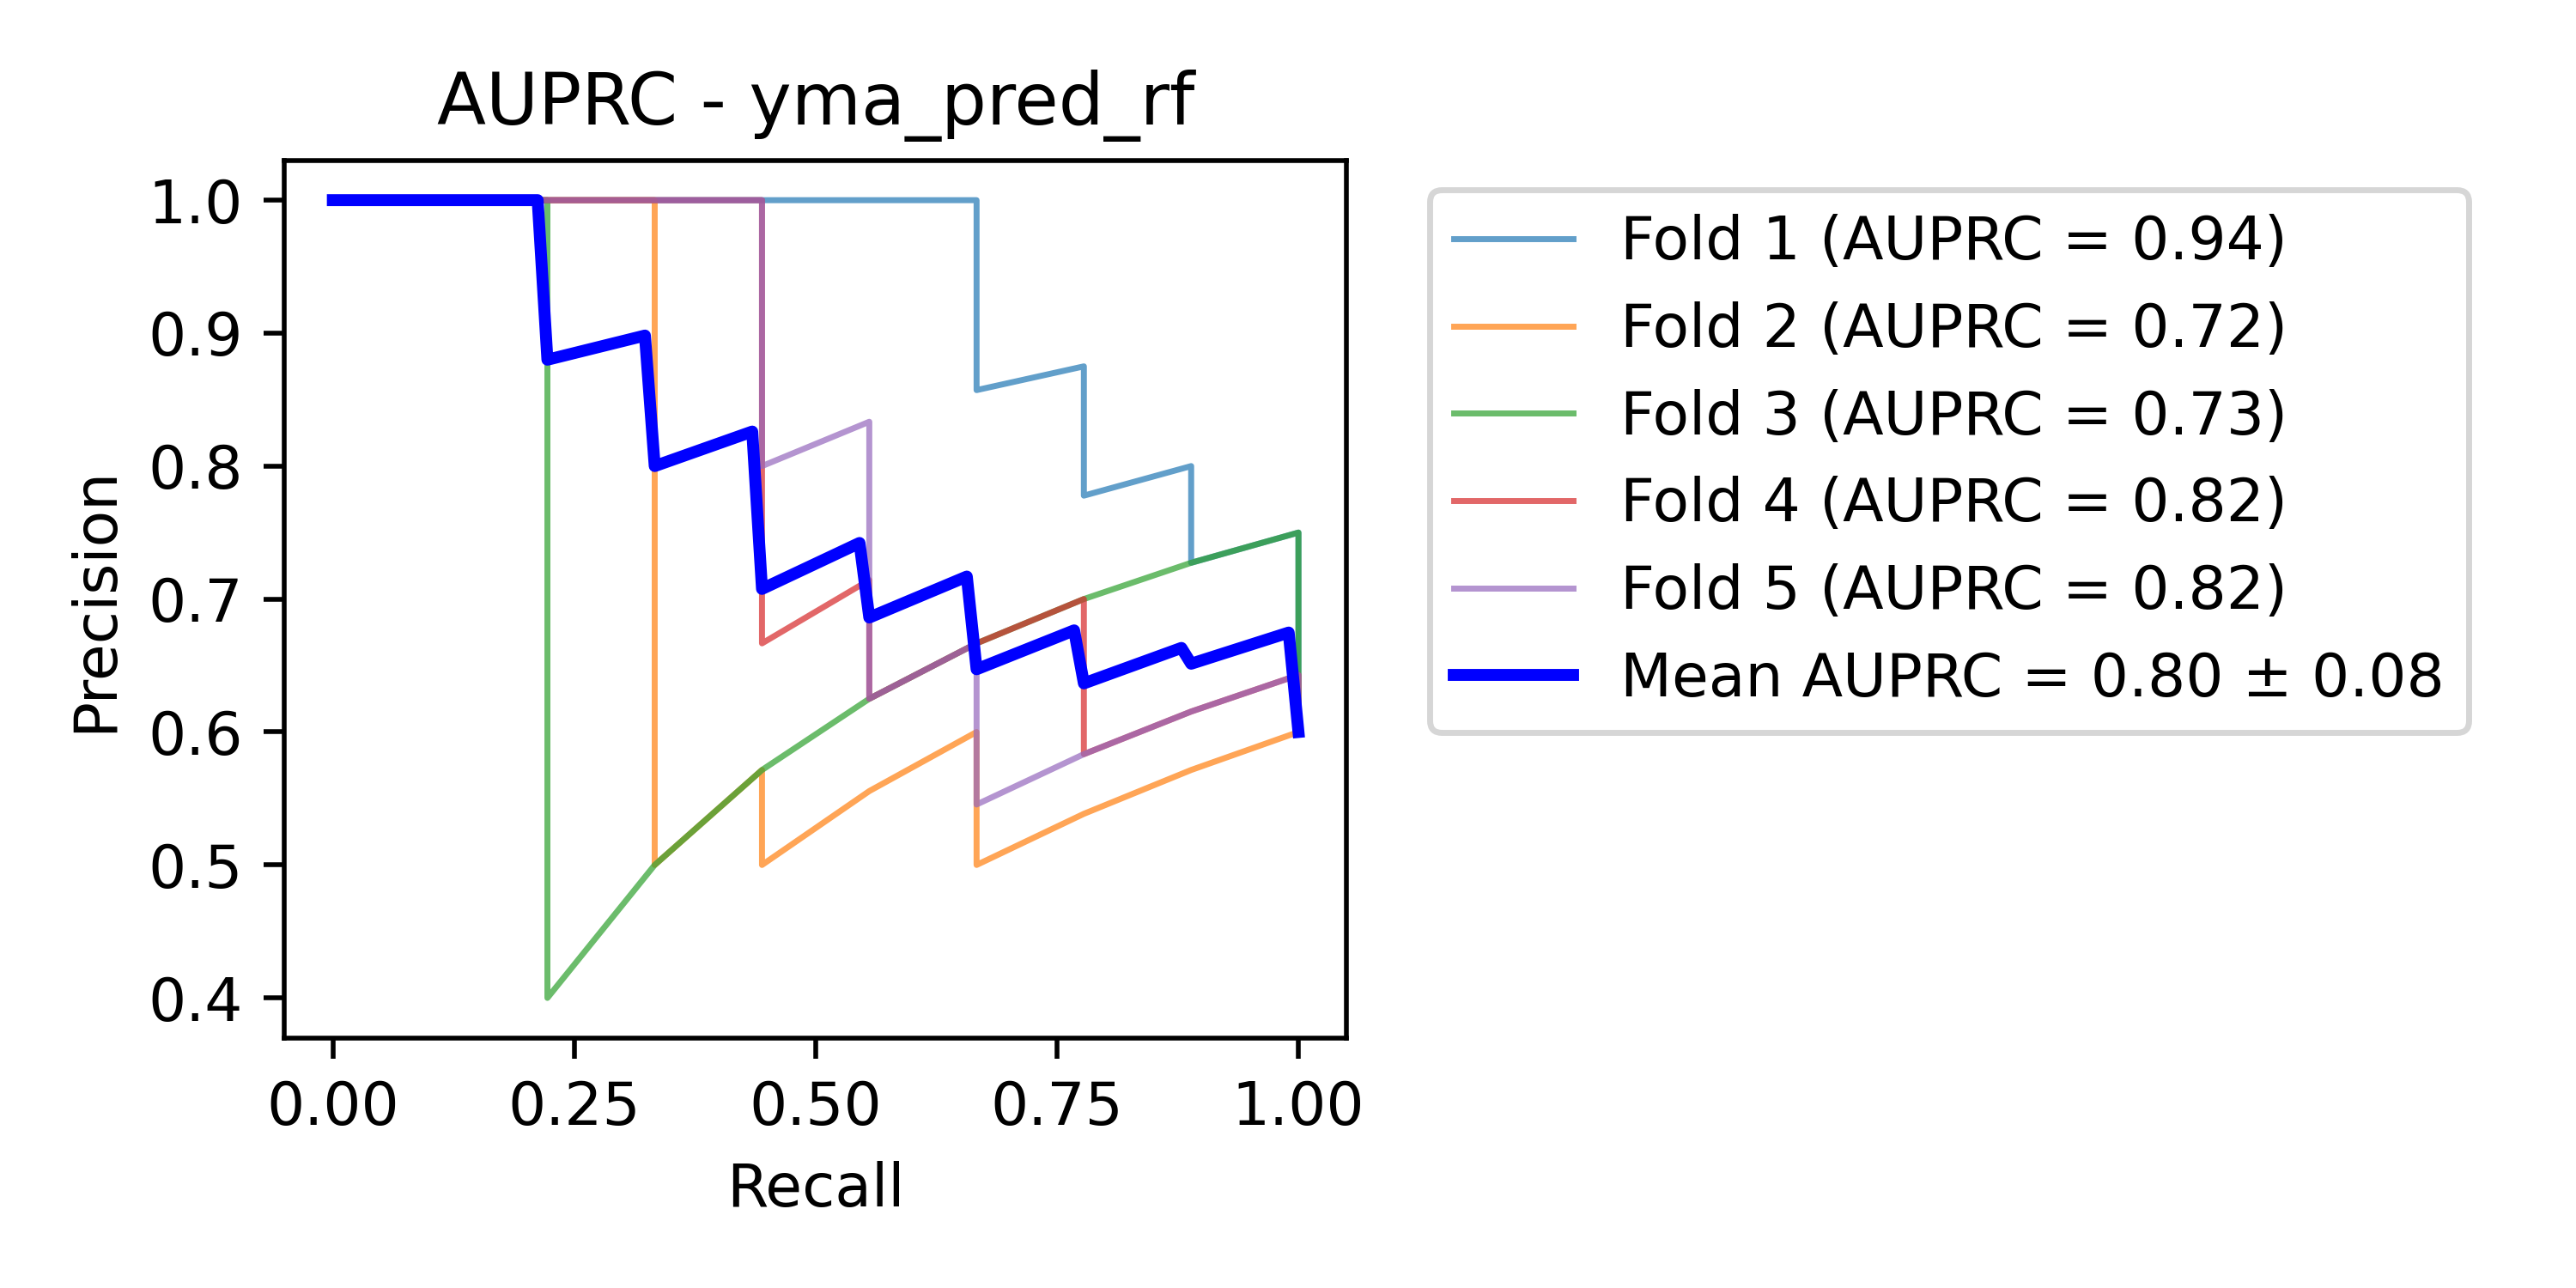 AUPRC - yma_pred_rf
1.0
0.9
0.8
0.7
0.6
0.5
0.4
Precision
0.00 0.25 0.50 0.75 1.00
Recall
Fold 1 (AUPRC = 0.94)
Fold 2 (AUPRC = 0.72)
Fold 3 (AUPRC = 0.73)
Fold 4 (AUPRC = 0.82)
Fold 5 (AUPRC = 0.82)
Mean AUPRC = 0.80 ± 0.08